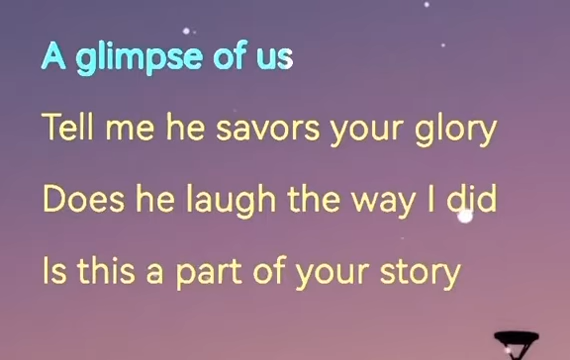 A glimpse of us
Tell me he savors your glory
Does he laugh the way I did
Is this a part of your story